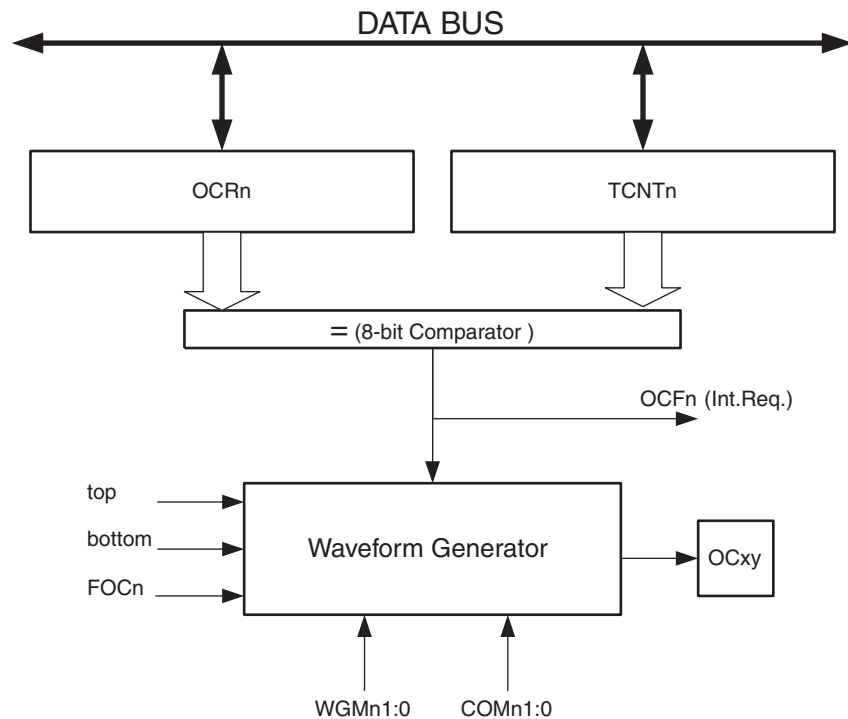 DATA BUS
OCRn
TCNTn
= (8-bit Comparator )
OCFn (Int.Req.)
top
bottom
FOCn
Waveform Generator
OCxy
WGMn1:0
COMn1:0